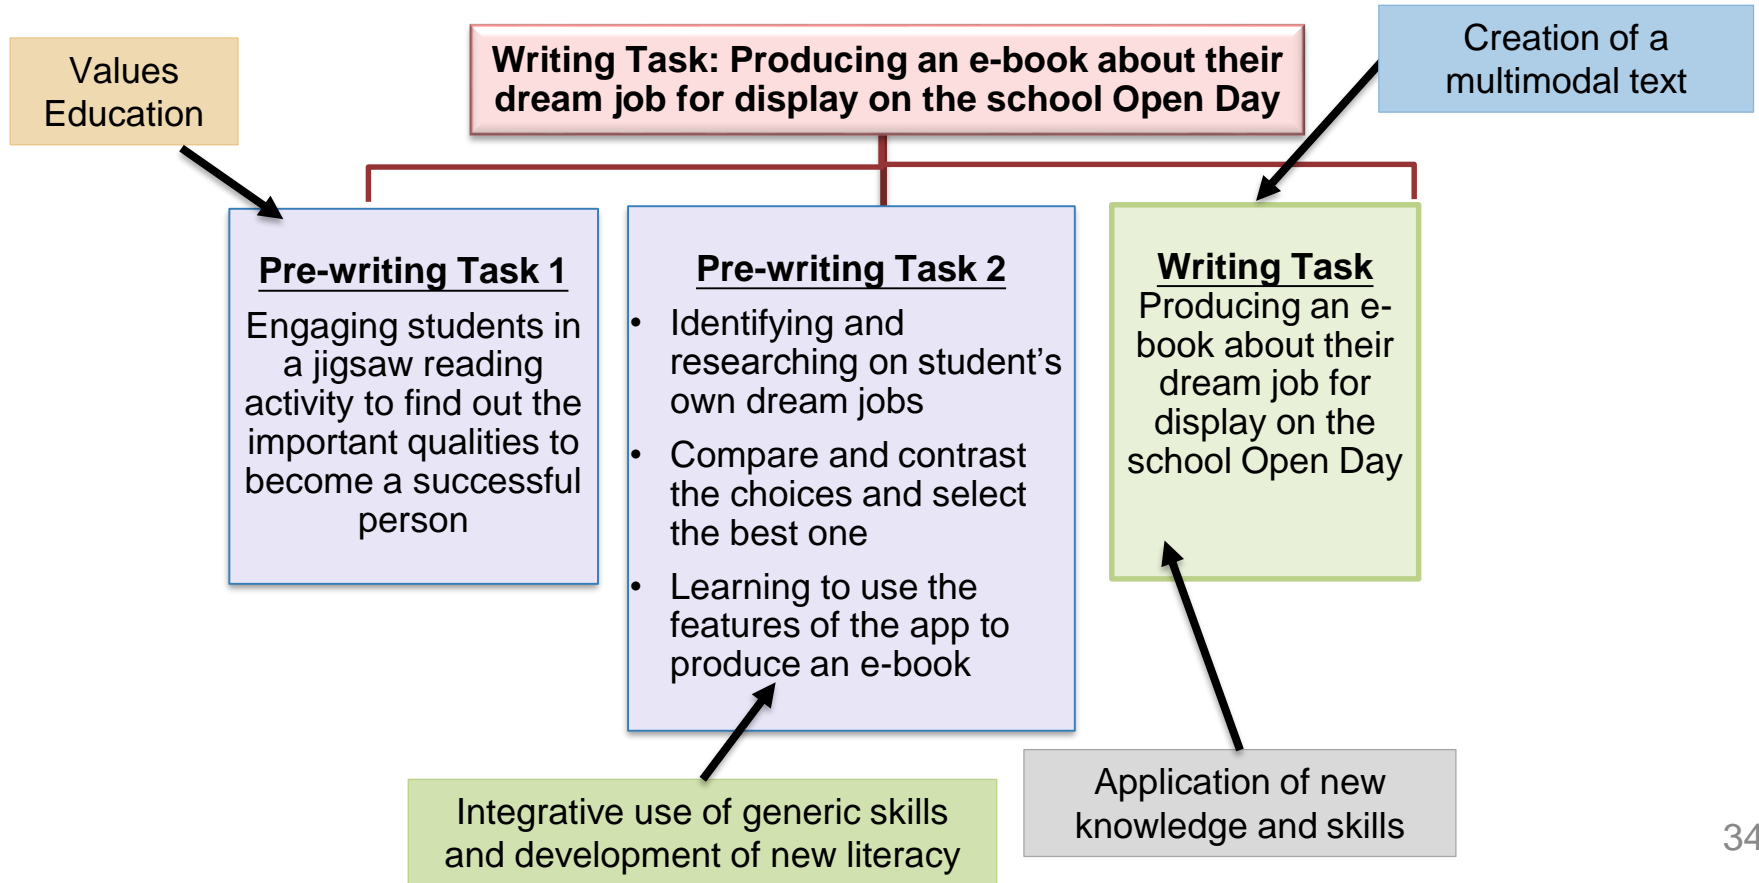 Values
Education
Writing Task: Producing an e-book about their
dream job for display on the school Open Day
Creation of a
multimodal text
Pre-writing Task 1
Engaging students in
a jigsaw reading
activity to find out the
important qualities to
become a successful
person
Pre-writing Task 2
• Identifying and
researching on student’s
own dream jobs
• Compare and contrast
the choices and select
the best one
• Learning to use the
features of the app to
produce an e-book
Writing Task
Producing an e-
book about their
dream job for
display on the
school Open Day
Integrative use of generic skills
and development of new literacy
Application of new
knowledge and skills
34